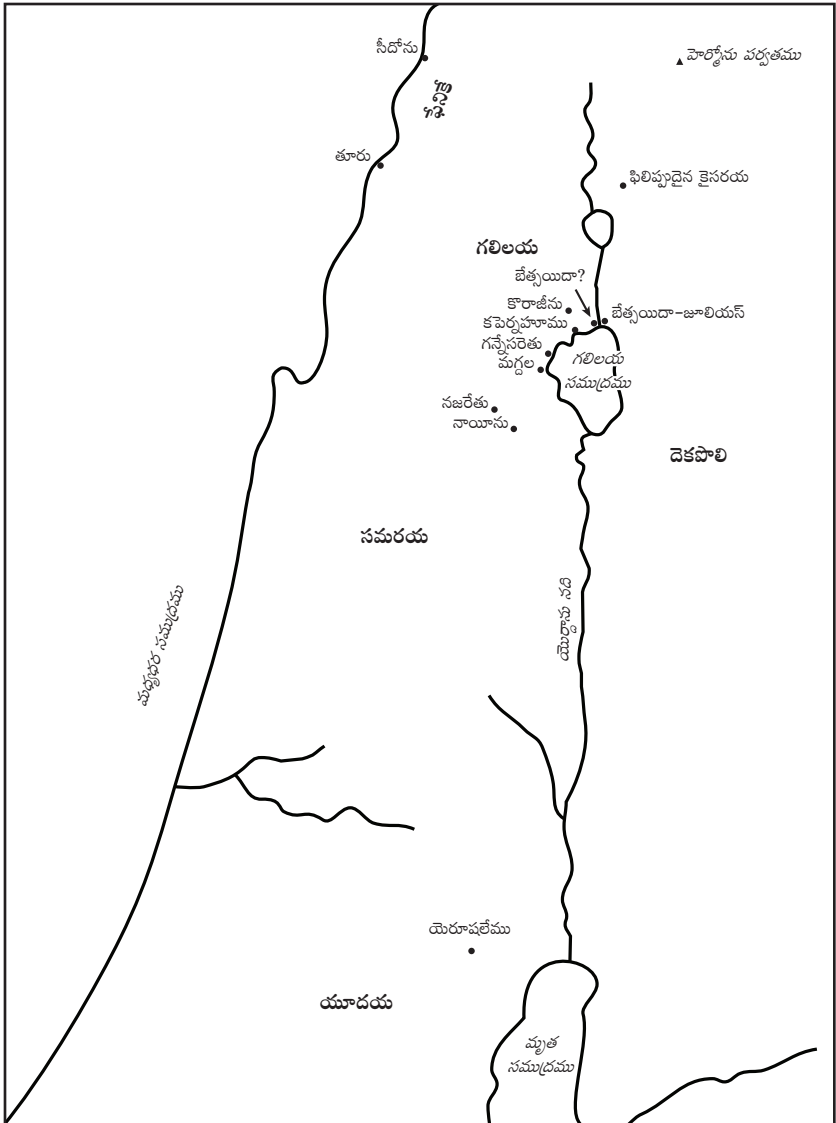 సీదోను
హెర్మోను పర్వతము
తూరు
ఫిలిప్పుదైన కైసరయ
గలిలయ
బేత్సయిదా?
కొరాజీను
బేత్సయిదా-జూలియస్
కపెర్నహూము
గన్నేసరెతు
మగ్దల
గలిలయ
సముద్రము
నజరేతు
నాయీను
దెకపొలి
సమరయ
మధ్యధర సముద్రము
యొర్దాను నది
యెరూషలేము
యూదయ
మృత
సముద్రము